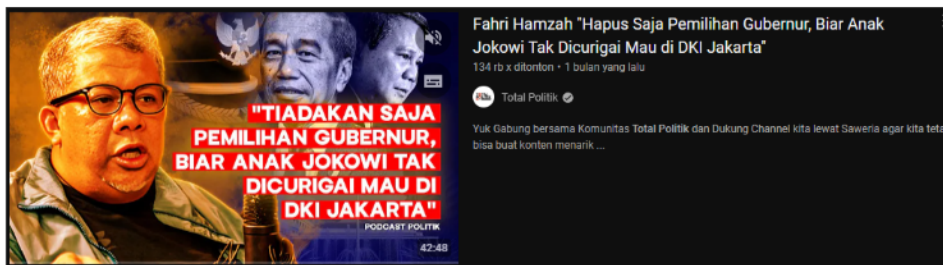 "TIADAKAN SAJA
PEMILIHAN GUBERNUR,
BIAR ANAK JOKOWI TAK
DICURIGAI MAU DI
DKI JAKARTA"
PODCAST POLITIK
42:48
Fahri Hamzah "Hapus Saja Pemilihan Gubernur, Biar Anak
Jokowi Tak Dicurigai Mau di DKI Jakarta"
134 rb x ditonton • 1 bulan yang lalu
Total Politik
Yuk Gabung bersama Komunitas Total Politik dan Dukung Channel kita lewat Saweria agar kita teta
bisa buat konten menarik ...